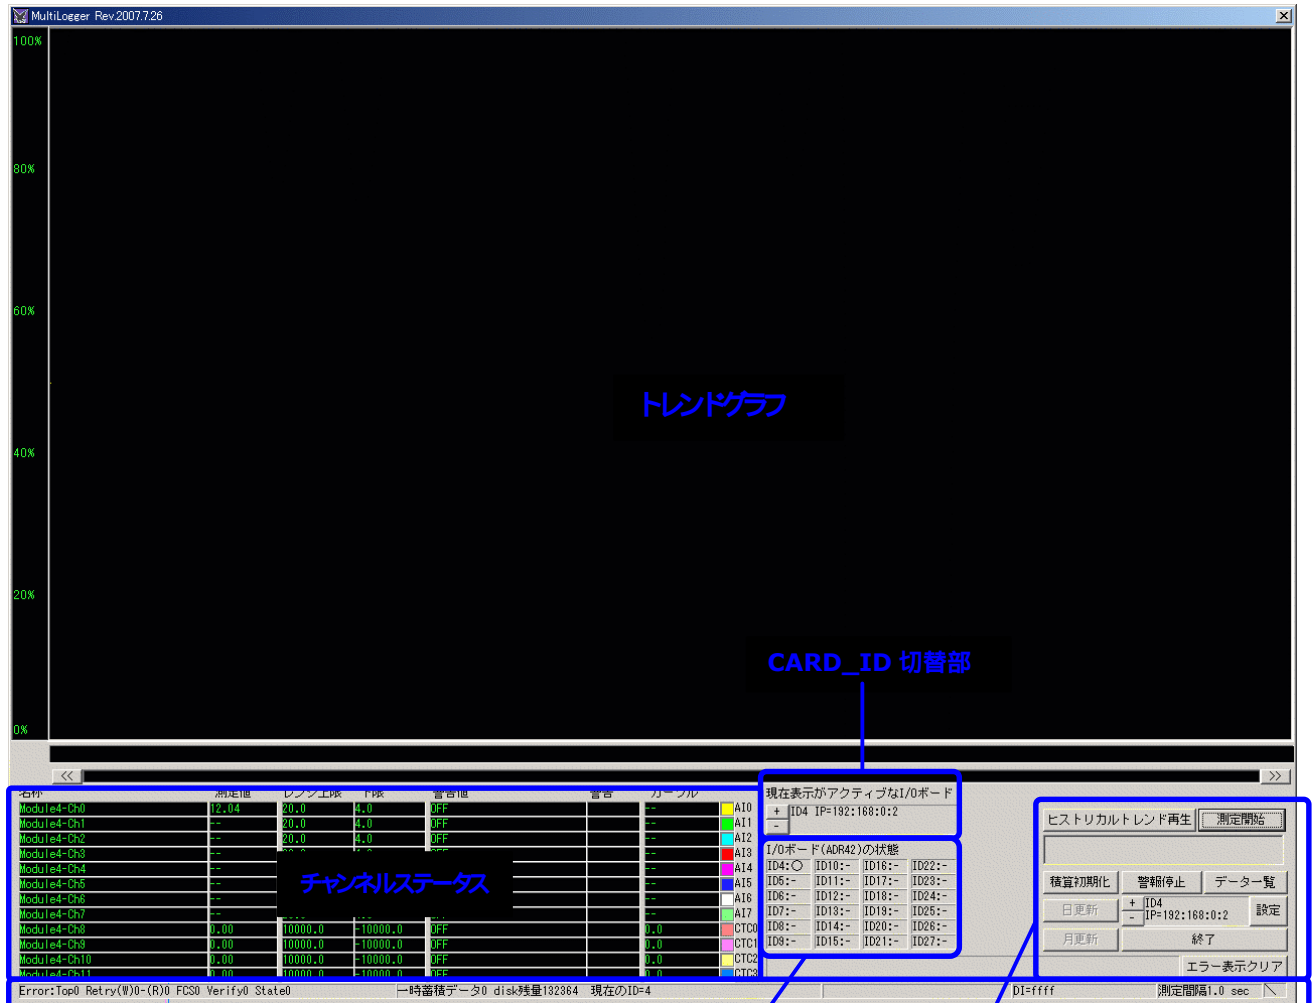 MultiLogger Rev.2007.7.26
100%
80%
60%
トレンドグラフ
40%
20%
CARD_ID 切替部
0%
<< >>
名称 測定値 レンジ上限 下限 警告値 警告 カーソル
Module4-Ch0 12.04 20.0 4.0 OFF -- AI0
Module4-Ch1 -- 20.0 4.0 OFF -- AI1
Module4-Ch2 -- 20.0 4.0 OFF -- AI2
Module4-Ch3 -- -- AI3
Module4-Ch4 -- -- AI4
Module4-Ch5 -- -- AI5
Module4-Ch6 -- -- AI6
Module4-Ch7 -- -- AI7
Module4-Ch8 0.00 10000.0 -10000.0 OFF 0.0 CTC0
Module4-Ch9 0.00 10000.0 -10000.0 OFF 0.0 CTC1
Module4-Ch10 0.00 10000.0 -10000.0 OFF 0.0 CTC2
Module4-Ch11 0.00 10000.0 -10000.0 OFF 0.0 CTC3
チャンネルステータス
現在表示がアクティブなI/Oボード
+ ID4 IP=192:168:0:2
-
I/Oボード(ADR42)の状態
ID4:○ ID10:- ID16:- ID22:-
ID5:- ID11:- ID17:- ID23:-
ID6:- ID12:- ID18:- ID24:-
ID7:- ID13:- ID19:- ID25:-
ID8:- ID14:- ID20:- ID26:-
ID9:- ID15:- ID21:- ID27:-
ヒストリカルトレンド再生 測定開始
積算初期化 警報停止 データ一覧
日更新 + ID4 設定
- IP=192:168:0:2
月更新 終了
エラー表示クリア
Error:Top0 Retry(W)0-(R)0 FCS0 Verify0 State0 一時蓄積データ0 disk残量132364 現在のID=4 DI=ffff 測定間隔1.0 sec